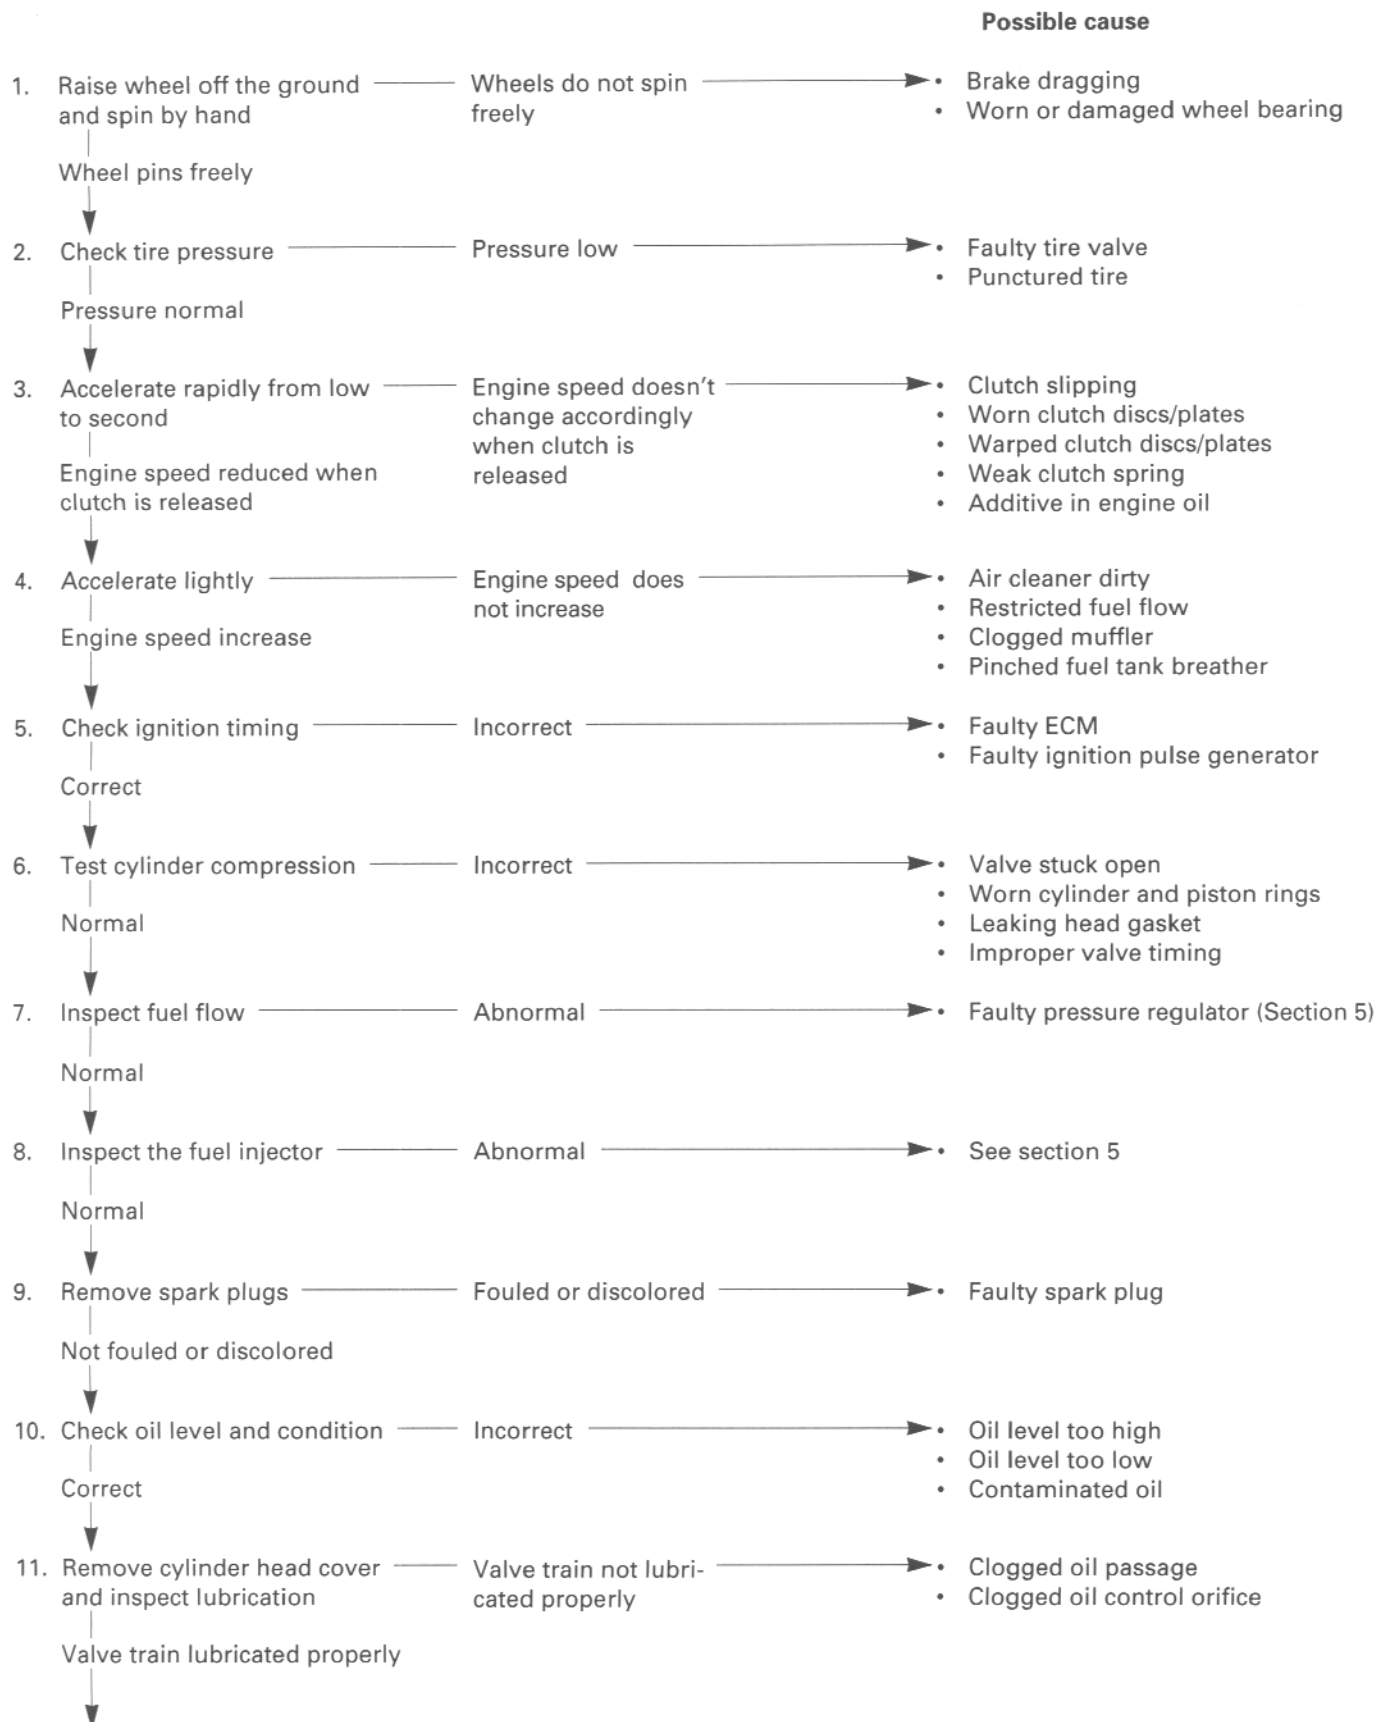 Possible cause
1. Raise wheel off the ground
and spin by hand
Wheels do not spin
freely
• Brake dragging
• Worn or damaged wheel bearing
Wheel pins freely
2. Check tire pressure
Pressure low
• Faulty tire valve
• Punctured tire
Pressure normal
3. Accelerate rapidly from low
to second
Engine speed doesn't
change accordingly
when clutch is
released
• Clutch slipping
• Worn clutch discs/plates
• Warped clutch discs/plates
• Weak clutch spring
• Additive in engine oil
Engine speed reduced when
clutch is released
4. Accelerate lightly
Engine speed does
not increase
• Air cleaner dirty
• Restricted fuel flow
• Clogged muffler
• Pinched fuel tank breather
Engine speed increase
5. Check ignition timing
Incorrect
• Faulty ECM
• Faulty ignition pulse generator
Correct
6. Test cylinder compression
Incorrect
• Valve stuck open
• Worn cylinder and piston rings
• Leaking head gasket
• Improper valve timing
Normal
7. Inspect fuel flow
Abnormal
• Faulty pressure regulator (Section 5)
Normal
8. Inspect the fuel injector
Abnormal
• See section 5
Normal
9. Remove spark plugs
Fouled or discolored
• Faulty spark plug
Not fouled or discolored
10. Check oil level and condition
Incorrect
• Oil level too high
• Oil level too low
• Contaminated oil
Correct
11. Remove cylinder head cover
and inspect lubrication
Valve train not lubri-
cated properly
• Clogged oil passage
• Clogged oil control orifice
Valve train lubricated properly